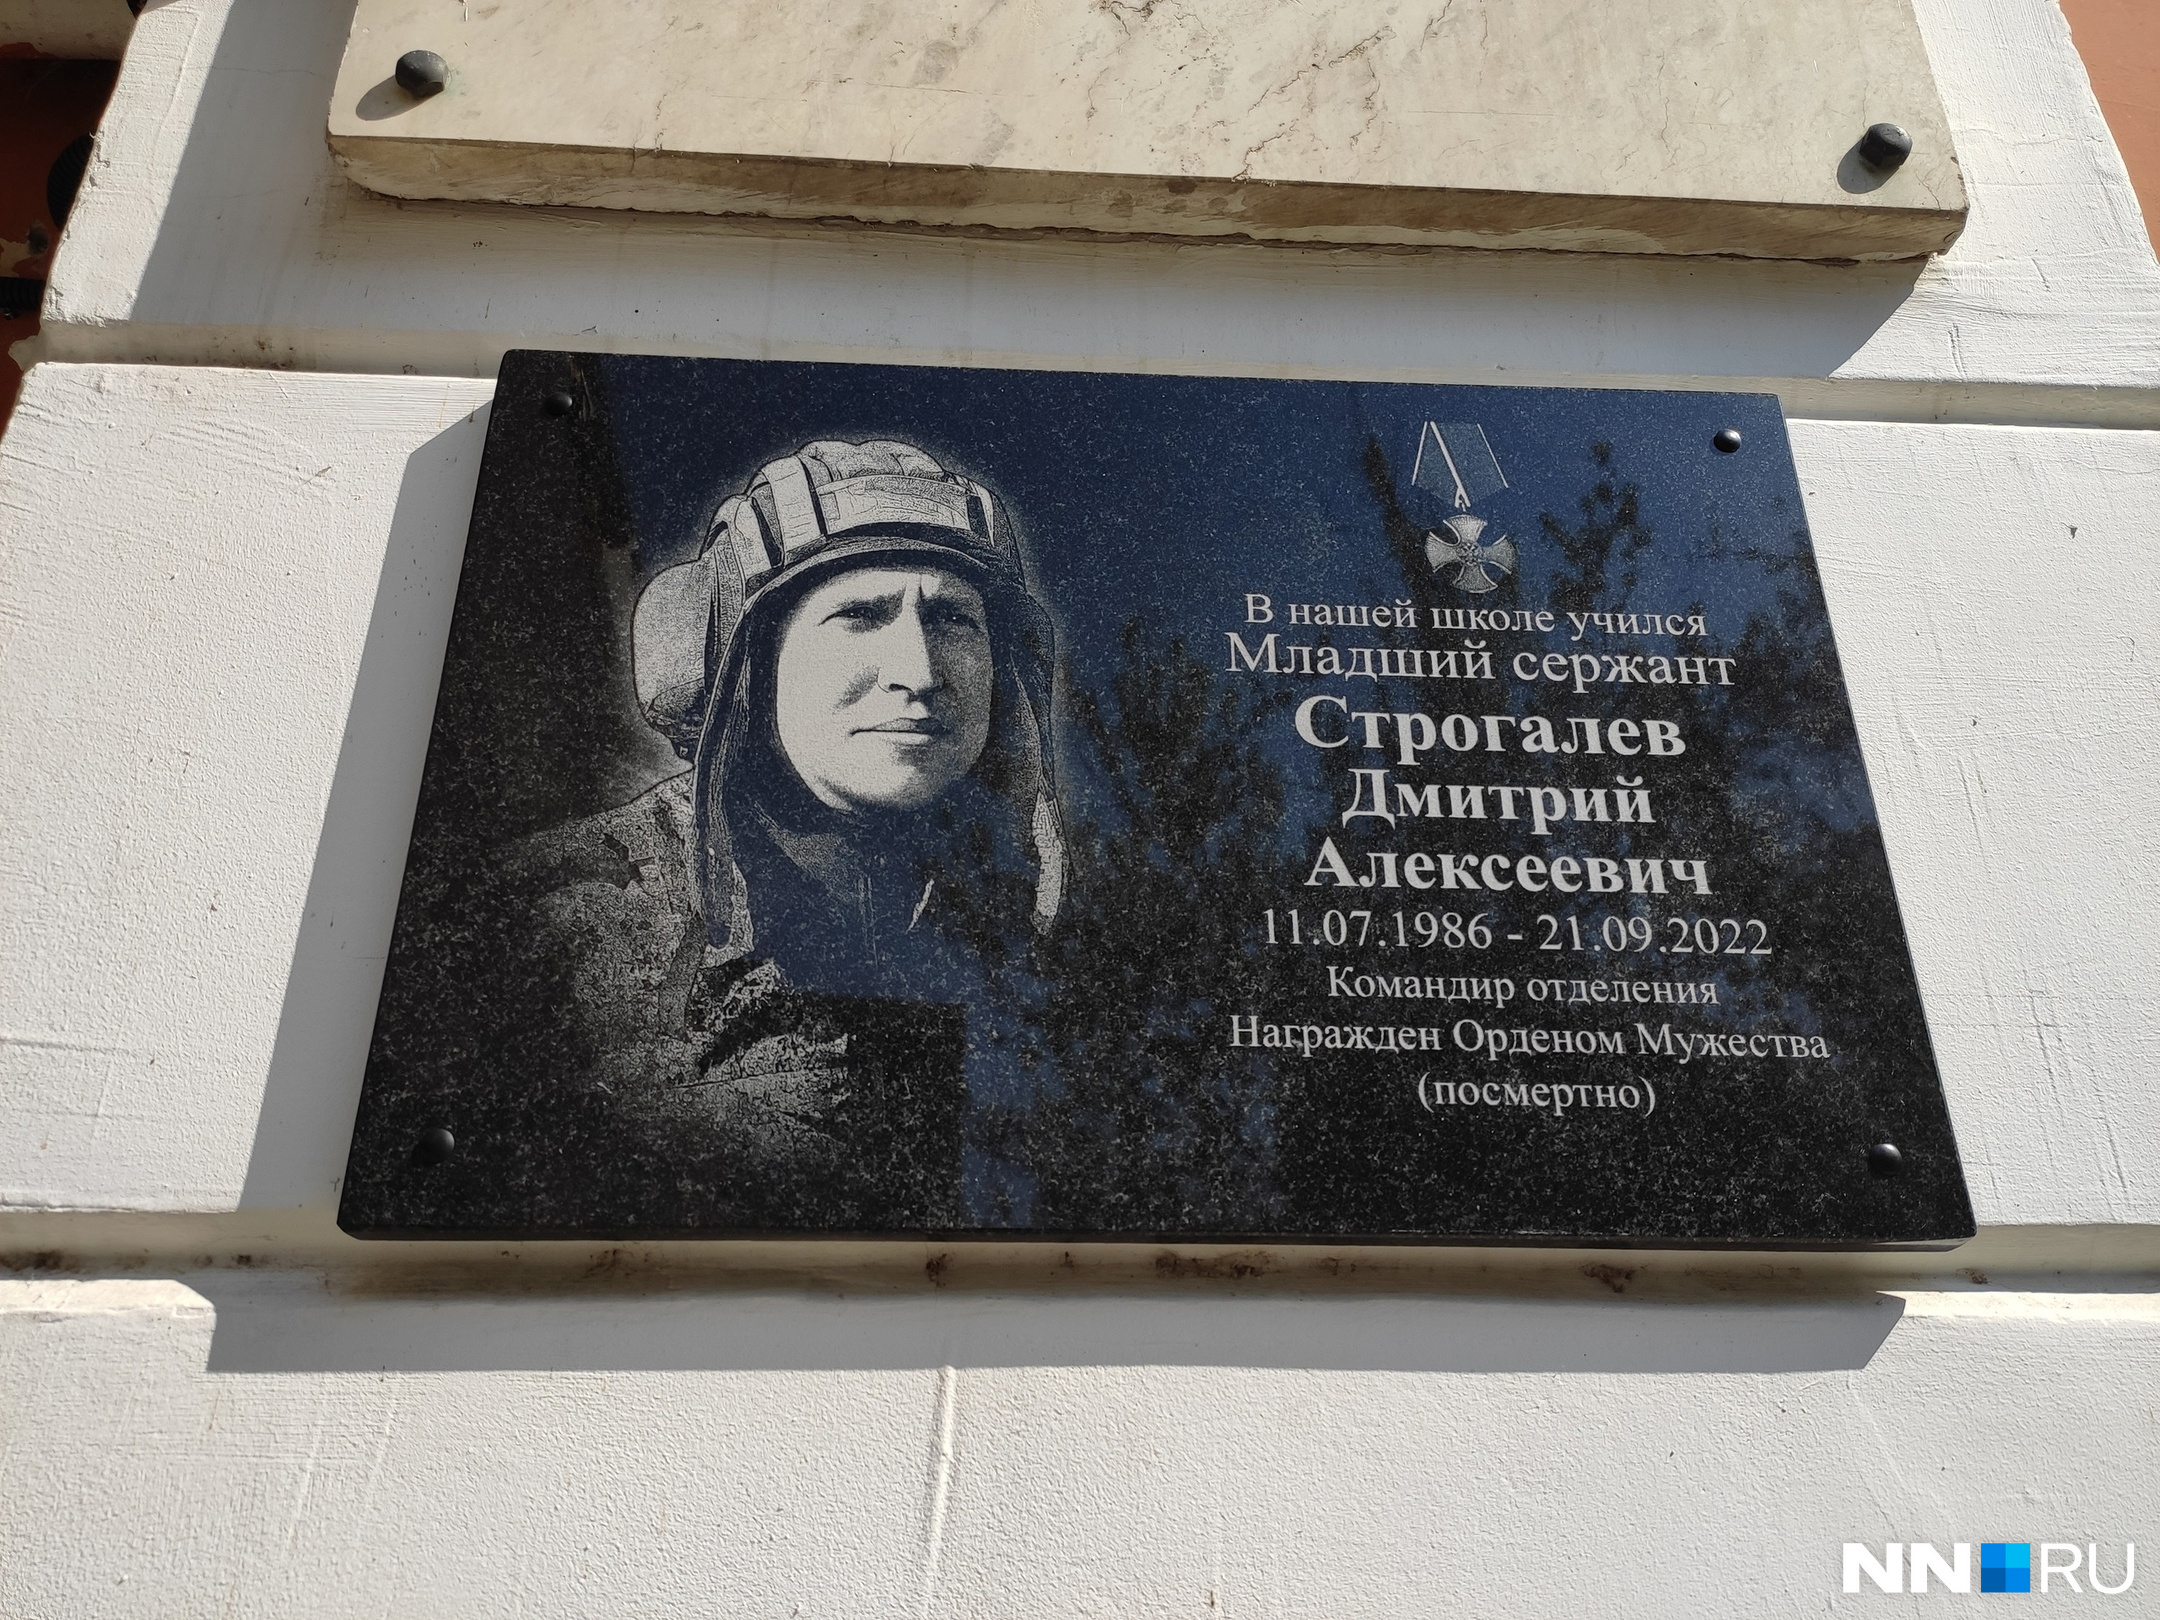 В нашей школе учился
Младший сержант
Строгалев
Дмитрий
Алексеевич
11.07.1986 - 21.09.2022
Командир отделения
Награжден Орденом Мужества
(посмертно)
NN RU